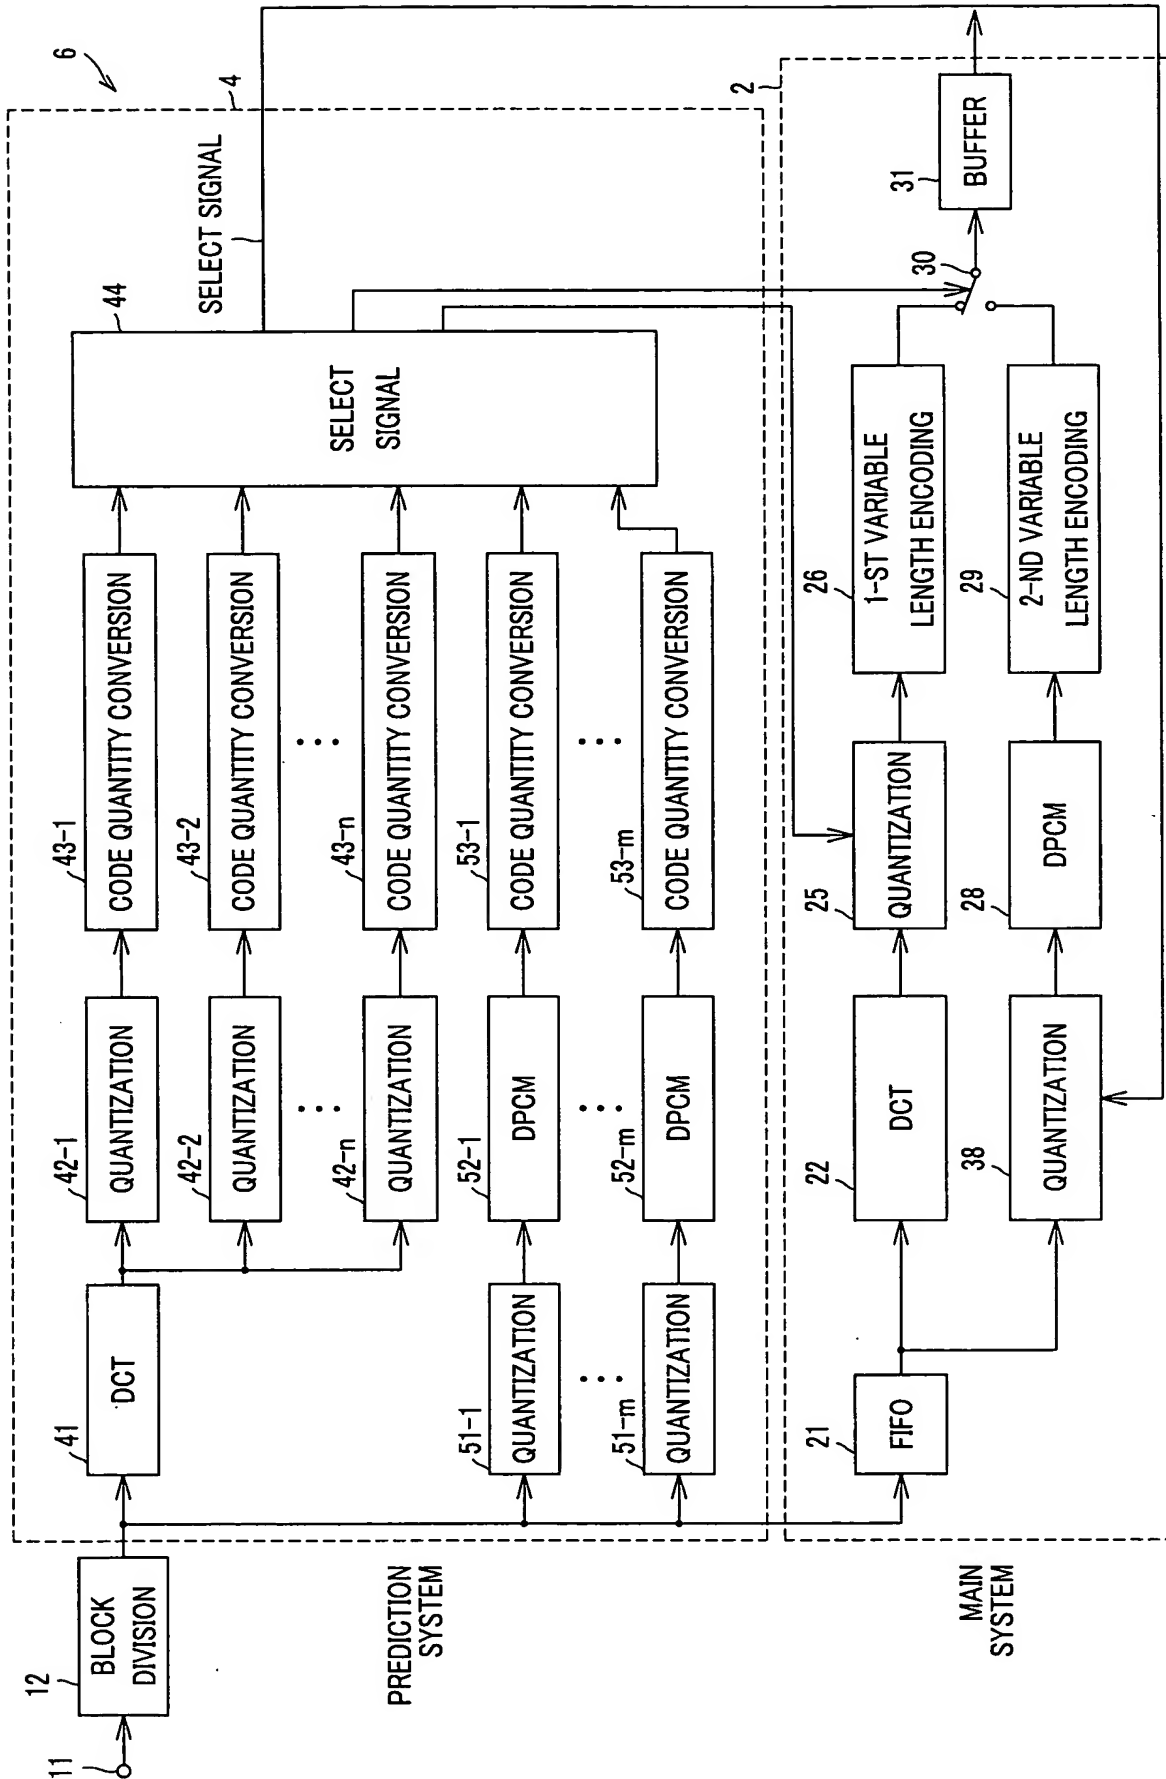 6
11
12
BLOCK
DIVISION
PREDICTION
SYSTEM
4
41
DCT
42-1
QUANTIZATION
43-1
CODE QUANTITY CONVERSION
42-2
QUANTIZATION
43-2
CODE QUANTITY CONVERSION
42-n
QUANTIZATION
43-n
CODE QUANTITY CONVERSION
51-1
QUANTIZATION
52-1
DPCM
53-1
CODE QUANTITY CONVERSION
51-m
QUANTIZATION
52-m
DPCM
53-m
CODE QUANTITY CONVERSION
44
SELECT
SIGNAL
SELECT SIGNAL
MAIN
SYSTEM
2
21
FIFO
22
DCT
25
QUANTIZATION
26
1-ST VARIABLE
LENGTH ENCODING
38
QUANTIZATION
28
DPCM
29
2-ND VARIABLE
LENGTH ENCODING
30
31
BUFFER